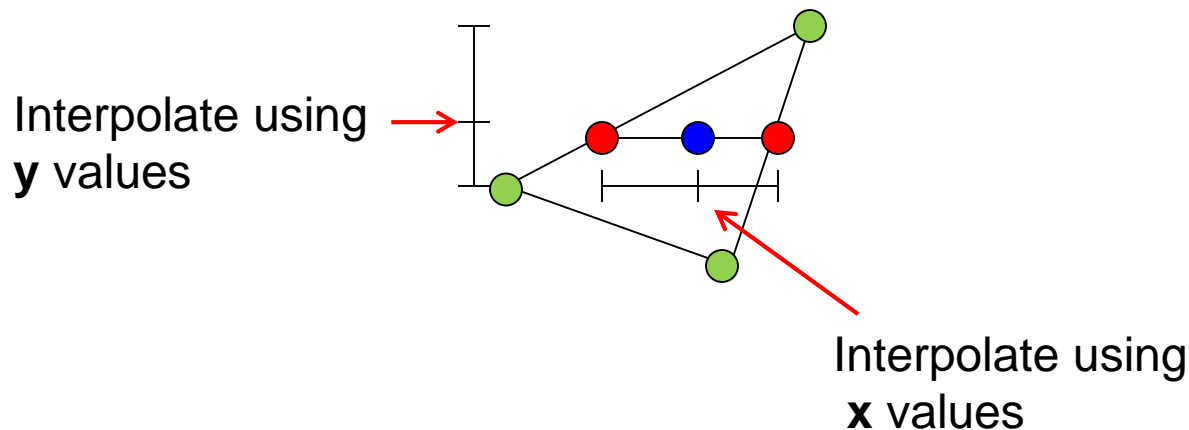 Interpolate using
y values
Interpolate using
x values